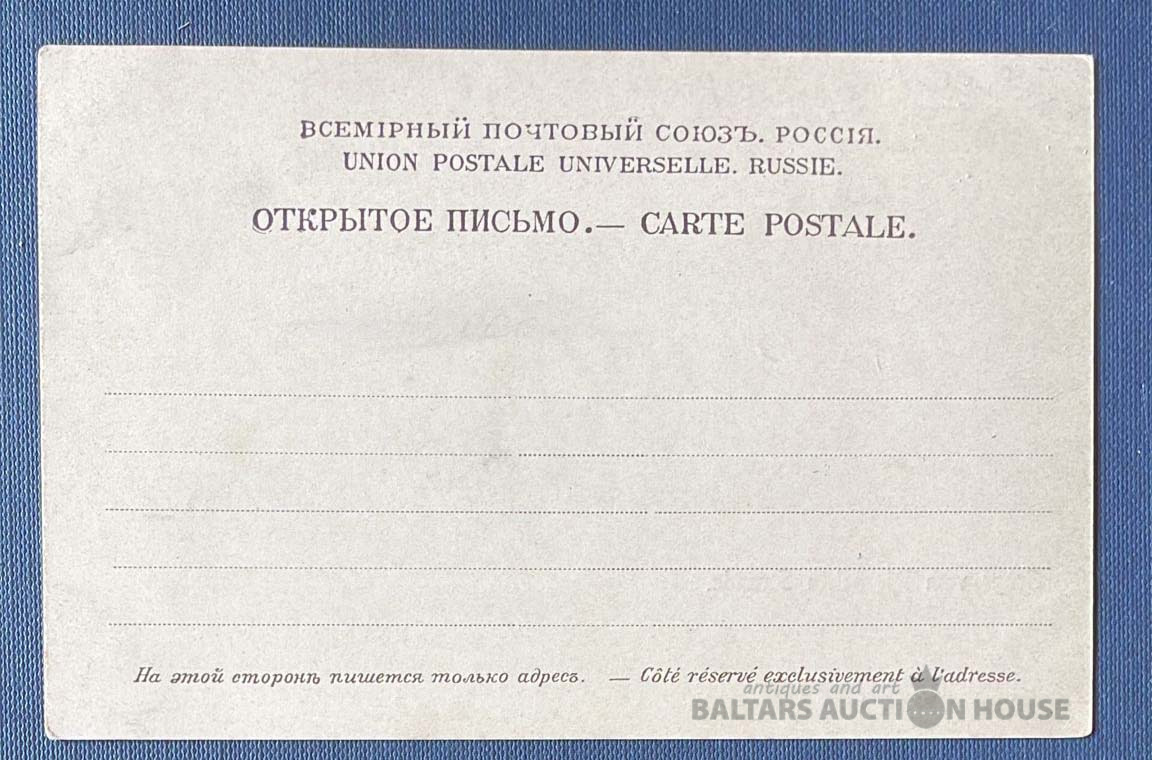 ВСЕМІРНЫЙ ПОЧТОВЫЙ СОЮЗЪ. РОССІЯ.
UNION POSTALE UNIVERSELLE. RUSSIE.
ОТКРЫТОЕ ПИСЬМО.— CARTE POSTALE.
На этой сторонѣ пишется только адресъ. — Côté réservé exclusivement à l'adresse.
antiques and art
BALTARS AUCTION HOUSE